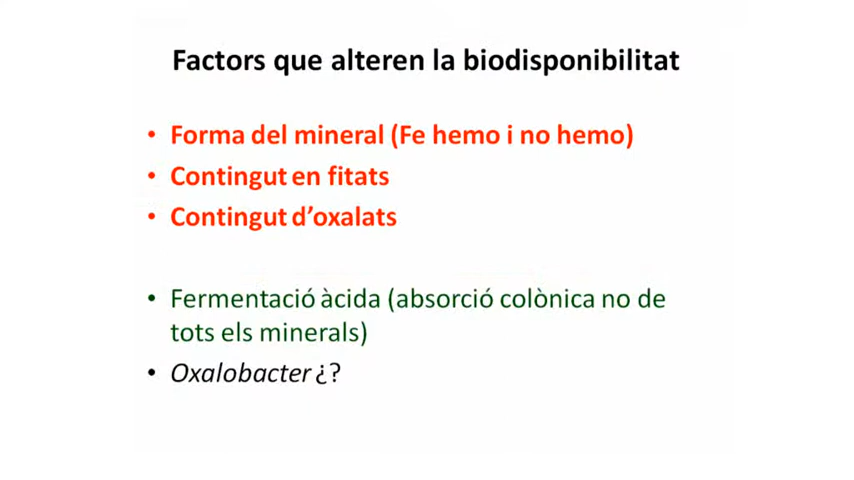 Factors que alteren la biodisponibilitat
• Forma del mineral (Fe hemo i no hemo)
• Contingut en fitats
• Contingut d’oxalats
• Fermentació àcida (absorció colònica no de
tots els minerals)
• Oxalobacter ¿?